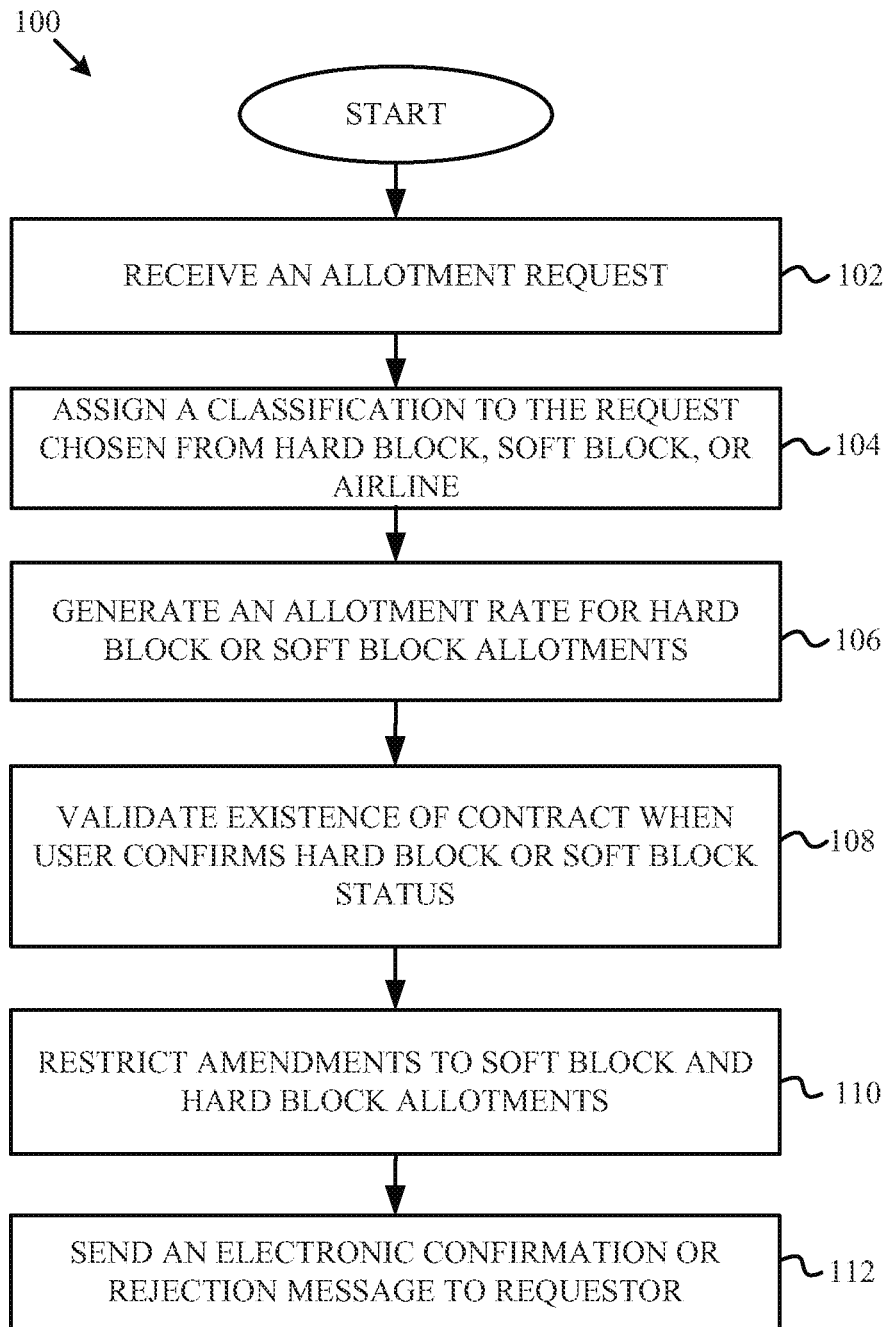 100
START
RECEIVE AN ALLOTMENT REQUEST
102
ASSIGN A CLASSIFICATION TO THE REQUEST
CHOSEN FROM HARD BLOCK, SOFT BLOCK, OR
AIRLINE
104
GENERATE AN ALLOTMENT RATE FOR HARD
BLOCK OR SOFT BLOCK ALLOTMENTS
106
VALIDATE EXISTENCE OF CONTRACT WHEN
USER CONFIRMS HARD BLOCK OR SOFT BLOCK
STATUS
108
RESTRICT AMENDMENTS TO SOFT BLOCK AND
HARD BLOCK ALLOTMENTS
110
SEND AN ELECTRONIC CONFIRMATION OR
REJECTION MESSAGE TO REQUESTOR
112